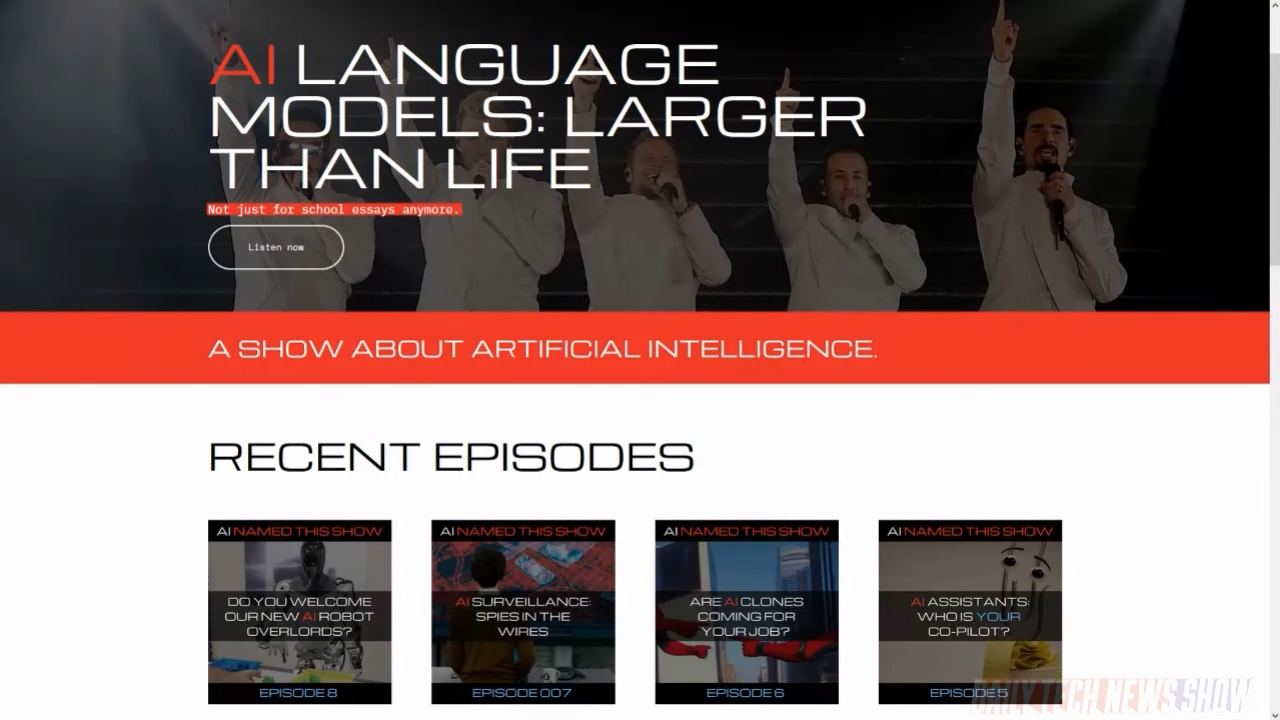 AI LANGUAGE
MODELS: LARGER
THAN LIFE
Not just for school essays anymore.
Listen now
A SHOW ABOUT ARTIFICIAL INTELLIGENCE.
RECENT EPISODES
AI NAMED THIS SHOW
DO YOU WELCOME
OUR NEW AI ROBOT
OVERLORDS?
EPISODE 8
AI NAMED THIS SHOW
AI SURVEILLANCE:
SPIES IN THE
WIRES
EPISODE 007
AI NAMED THIS SHOW
ARE AI CLONES
COMING FOR
YOUR JOB?
EPISODE 6
AI NAMED THIS SHOW
AI ASSISTANTS:
WHO IS YOUR
CO-PILOT?
EPISODE 5
DAILY TECH NEWS SHOW